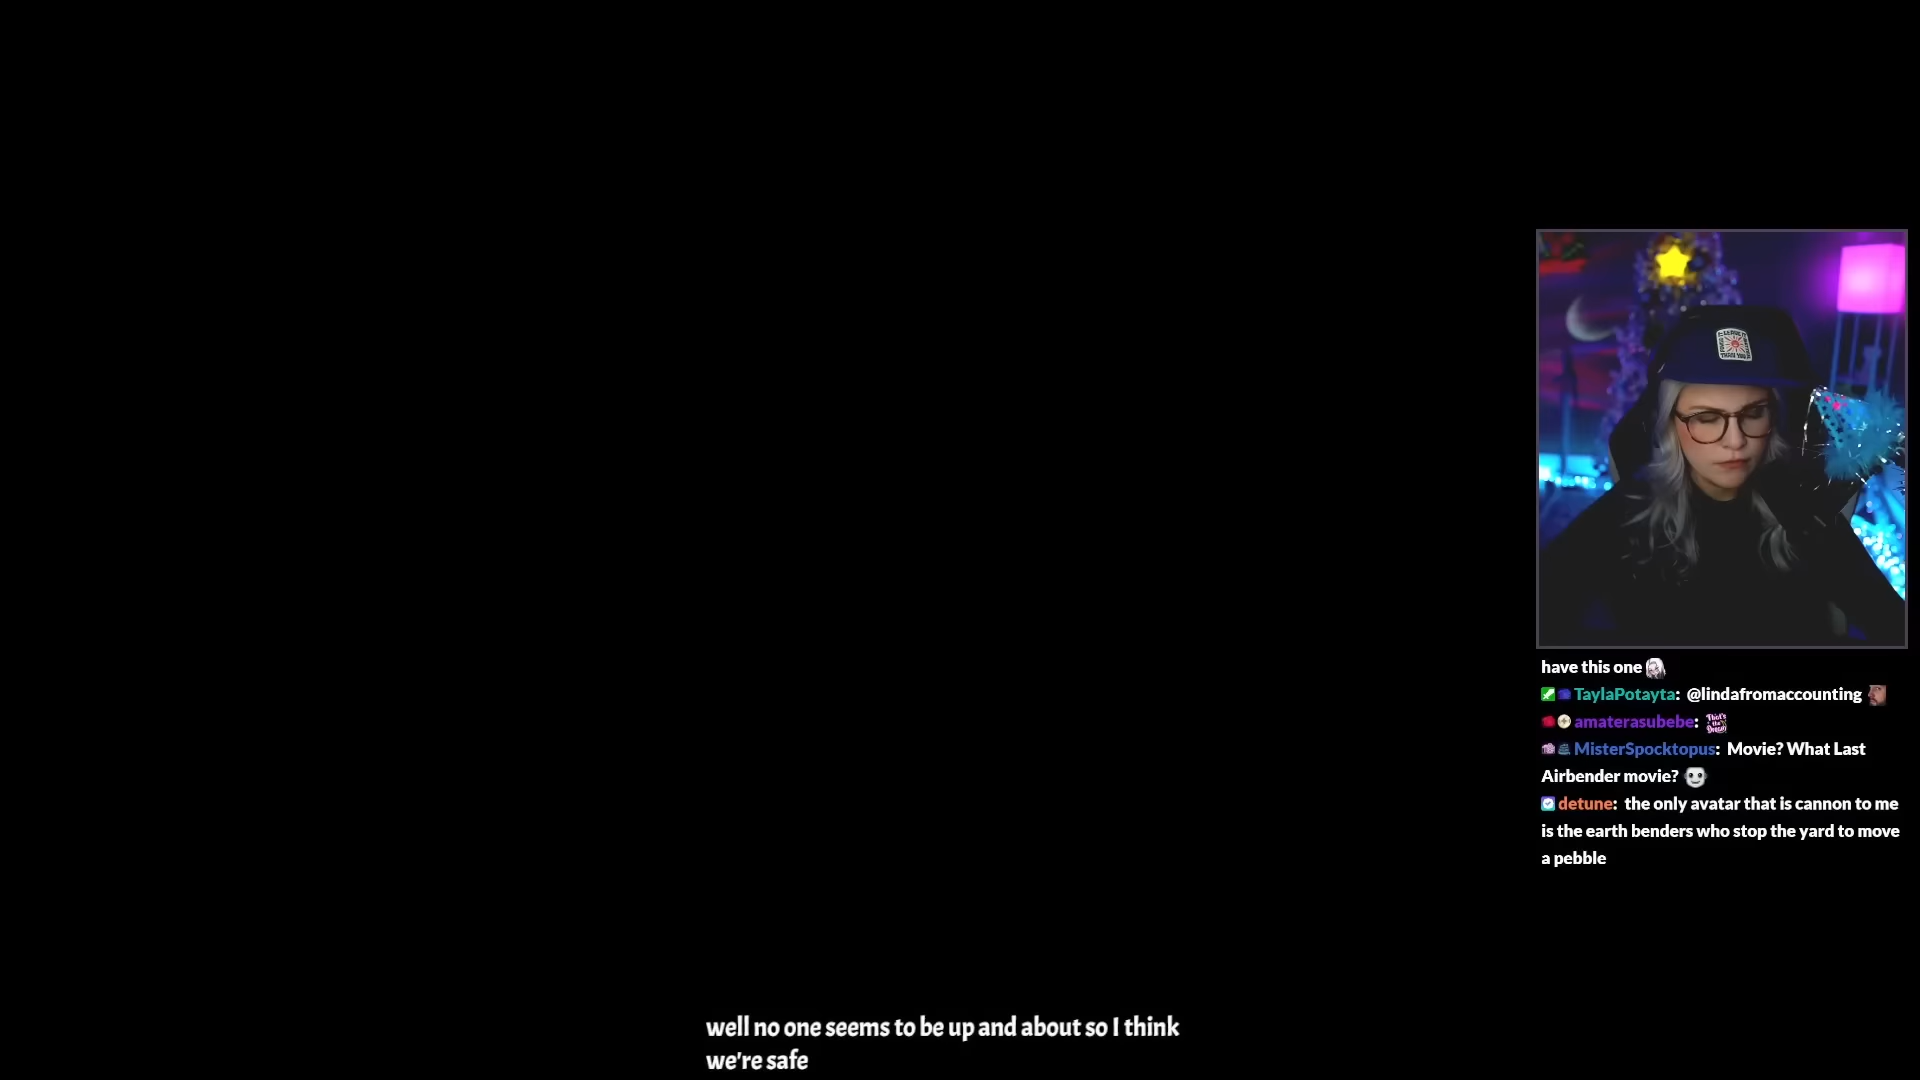 have this one
TaylaPotayta: @lindafromaccounting
amaterasubebe:
MisterSpocktopus: Movie? What Last
Airbender movie?
detune: the only avatar that is cannon to me
is the earth benders who stop the yard to move
a pebble
well no one seems to be up and about so I think
we're safe